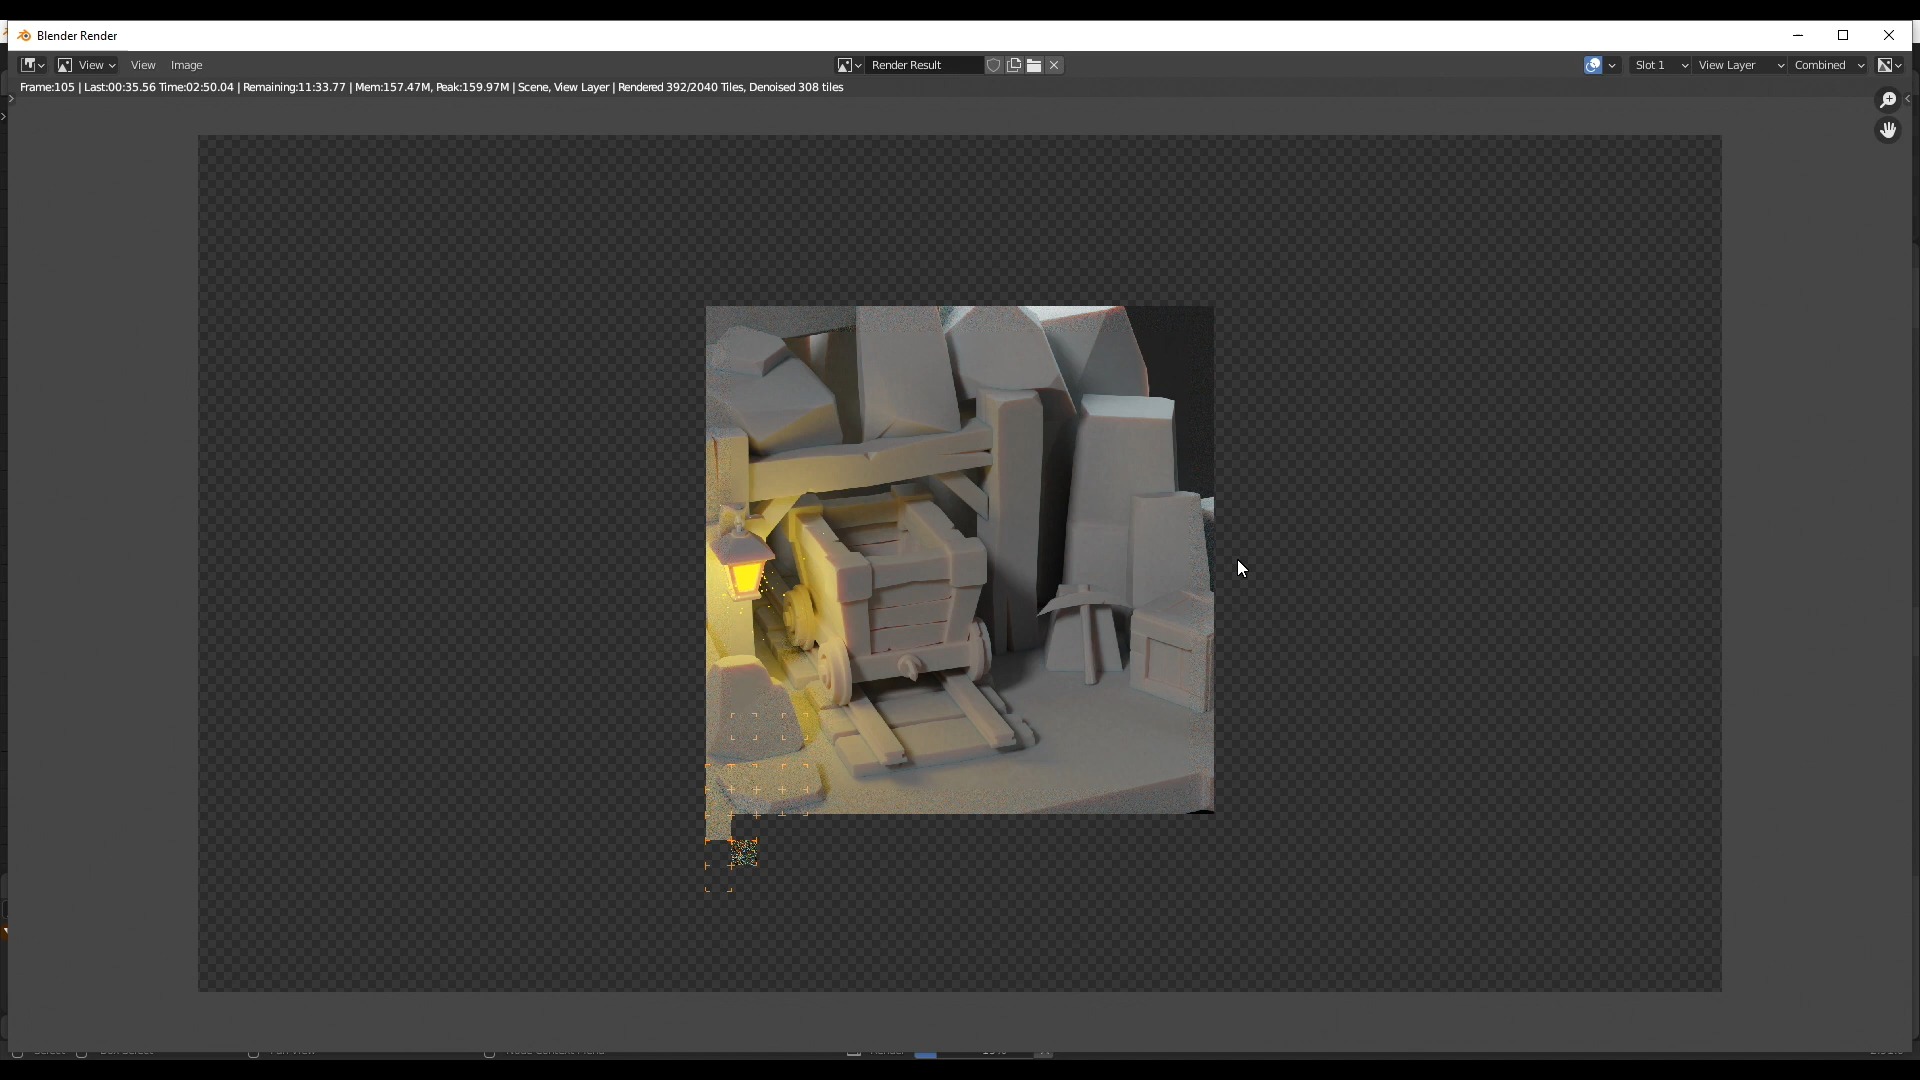 Blender Render
View View Image Render Result Slot 1 View Layer Combined
Frame:105 | Last:00:35.56 Time:02:50.04 | Remaining:11:33.77 | Mem:157.47M, Peak:159.97M | Scene, View Layer | Rendered 392/2040 Tiles, Denoised 308 tiles